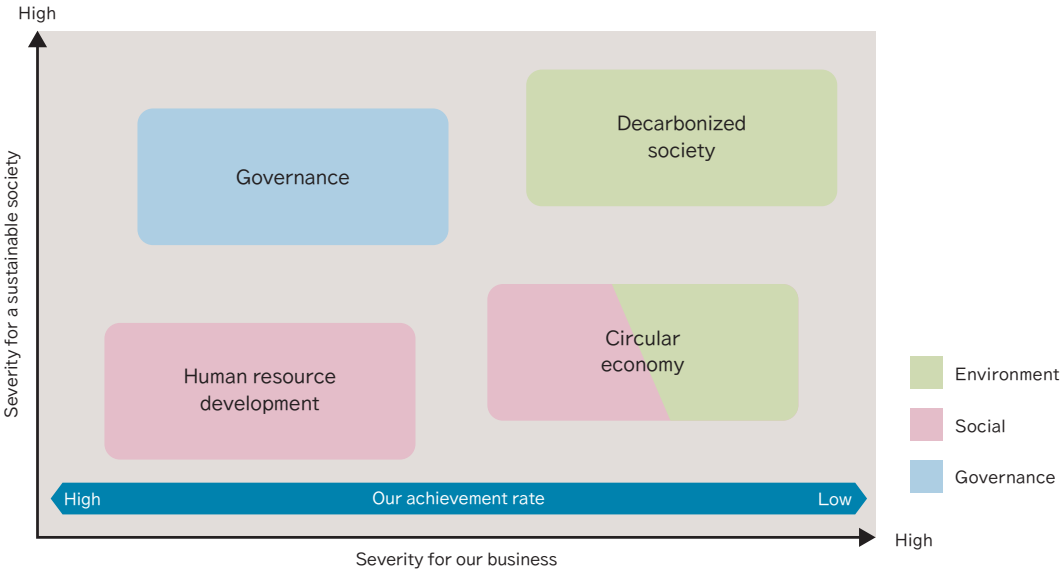 High
Severity for a sustainable society
Decarbonized
society
Governance
Circular
economy
Human resource
development
High
Our achievement rate
Low
Severity for our business
High
Environment
Social
Governance